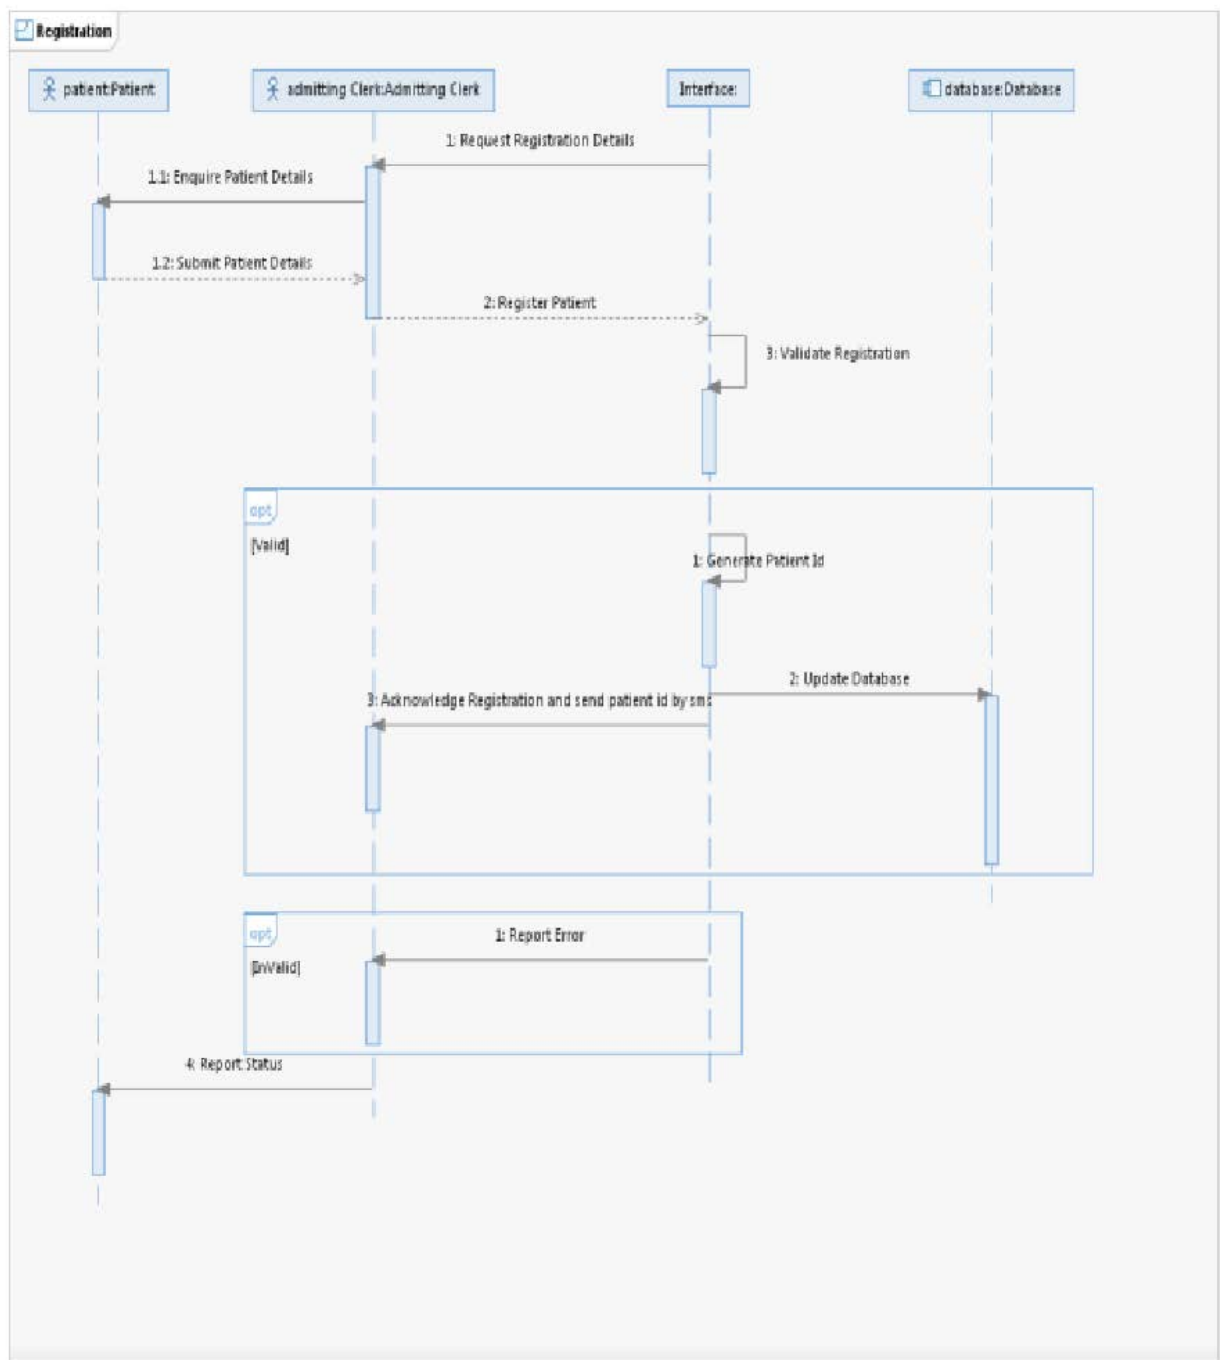 Registration
patient:Patient
admitting Clerk:Admitting Clerk
Interface:
database:Database
1: Request Registration Details
1.1: Enquire Patient Details
1.2: Submit Patient Details
2: Register Patient
3: Validate Registration
opt
[Valid]
1: Generate Patient Id
2: Update Database
3: Acknowledge Registration and send patient id by sms
opt
1: Report Error
[InValid]
4: Report Status